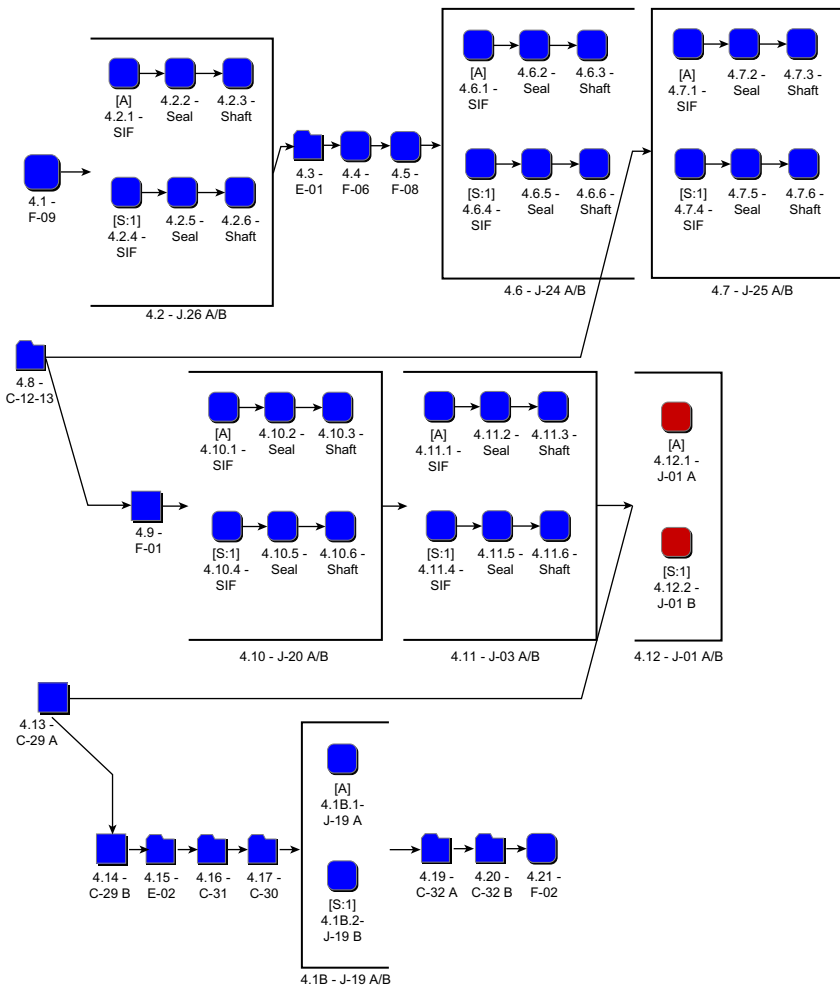 [A]
4.2.1 -
SIF
4.2.2 -
Seal
4.2.3 -
Shaft
4.1 -
F-09
[S:1]
4.2.4 -
SIF
4.2.5 -
Seal
4.2.6 -
Shaft
4.2 - J.26 A/B
4.3 -
E-01
4.4 -
F-06
4.5 -
F-08
[A]
4.6.1 -
SIF
4.6.2 -
Seal
4.6.3 -
Shaft
[S:1]
4.6.4 -
SIF
4.6.5 -
Seal
4.6.6 -
Shaft
4.6 - J-24 A/B
[A]
4.7.1 -
SIF
4.7.2 -
Seal
4.7.3 -
Shaft
[S:1]
4.7.4 -
SIF
4.7.5 -
Seal
4.7.6 -
Shaft
4.7 - J-25 A/B
4.8 -
C-12-13
4.9 -
F-01
[A]
4.10.1 -
SIF
4.10.2 -
Seal
4.10.3 -
Shaft
[S:1]
4.10.4 -
SIF
4.10.5 -
Seal
4.10.6 -
Shaft
4.10 - J-20 A/B
[A]
4.11.1 -
SIF
4.11.2 -
Seal
4.11.3 -
Shaft
[S:1]
4.11.4 -
SIF
4.11.5 -
Seal
4.11.6 -
Shaft
4.11 - J-03 A/B
[A]
4.12.1 -
J-01 A
[S:1]
4.12.2 -
J-01 B
4.12 - J-01 A/B
4.13 -
C-29 A
4.14 -
C-29 B
4.15 -
E-02
4.16 -
C-31
4.17 -
C-30
[A]
4.1B.1-
J-19 A
[S:1]
4.1B.2-
J-19 B
4.1B - J-19 A/B
4.19 -
C-32 A
4.20 -
C-32 B
4.21 -
F-02